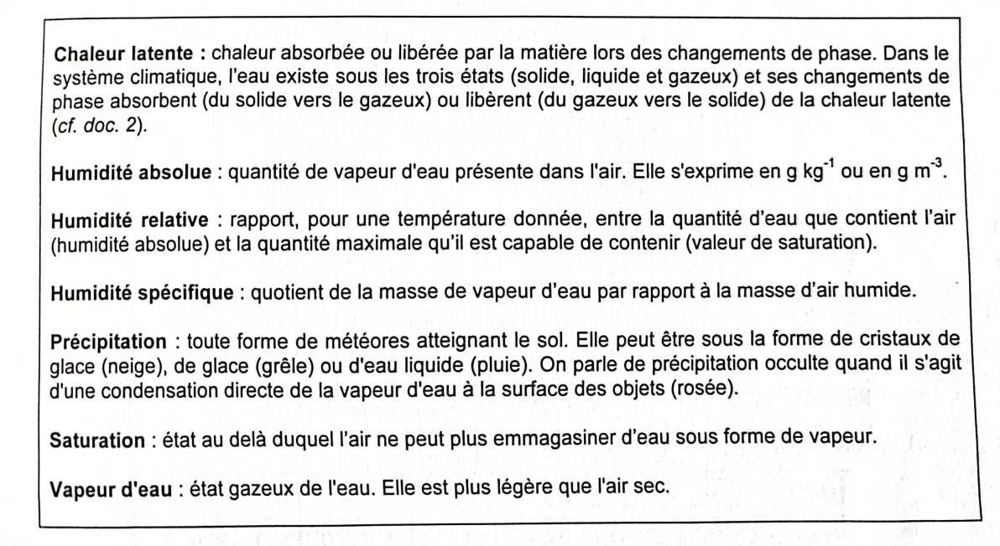 Chaleur latente : chaleur absorbée ou libérée par la matière lors des changements de phase. Dans le
système climatique, l'eau existe sous les trois états (solide, liquide et gazeux) et ses changements de
phase absorbent (du solide vers le gazeux) ou libèrent (du gazeux vers le solide) de la chaleur latente
(cf. doc. 2).
Humidité absolue : quantité de vapeur d'eau présente dans l'air. Elle s'exprime en g kg⁻¹ ou en g m⁻³.
Humidité relative : rapport, pour une température donnée, entre la quantité d'eau que contient l'air
(humidité absolue) et la quantité maximale qu'il est capable de contenir (valeur de saturation).
Humidité spécifique : quotient de la masse de vapeur d'eau par rapport à la masse d'air humide.
Précipitation : toute forme de météores atteignant le sol. Elle peut être sous la forme de cristaux de
glace (neige), de glace (grêle) ou d'eau liquide (pluie). On parle de précipitation occulte quand il s'agit
d'une condensation directe de la vapeur d'eau à la surface des objets (rosée).
Saturation : état au delà duquel l'air ne peut plus emmagasiner d'eau sous forme de vapeur.
Vapeur d'eau : état gazeux de l'eau. Elle est plus légère que l'air sec.